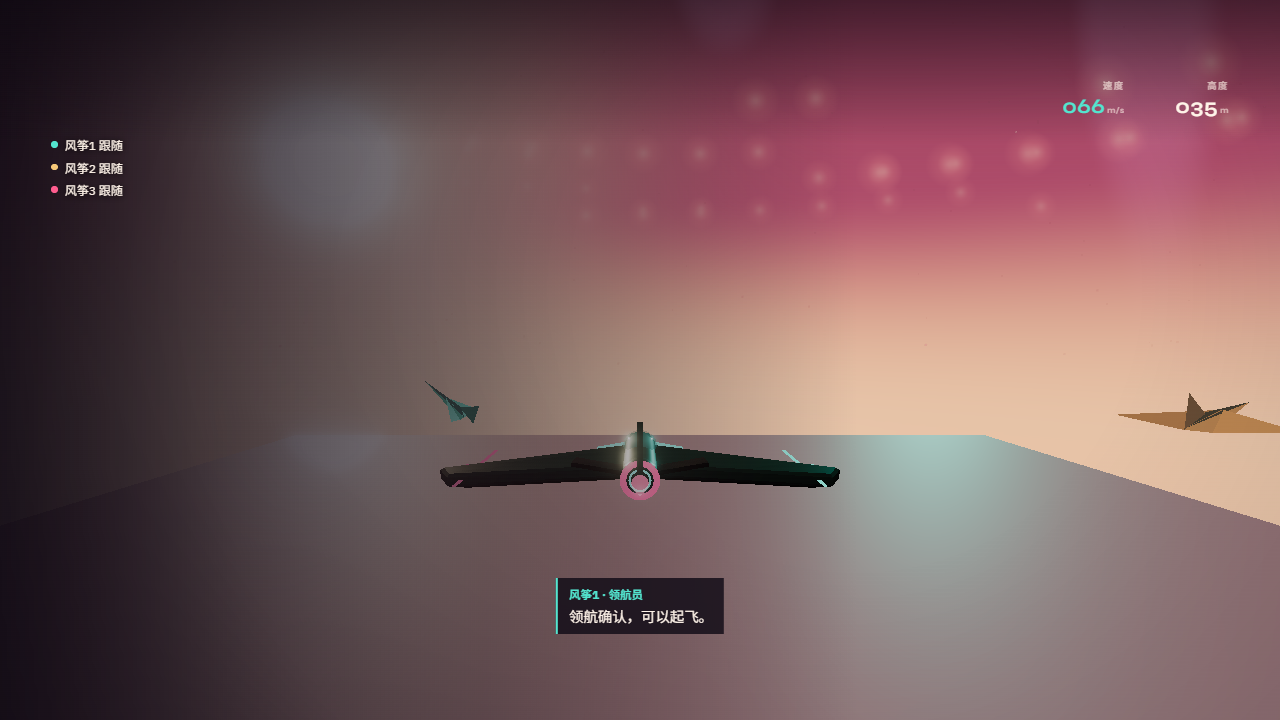 速度
066 m/s
高度
035 m
风筝1 跟随
风筝2 跟随
风筝3 跟随
风筝1 · 领航员
领航确认，可以起飞。